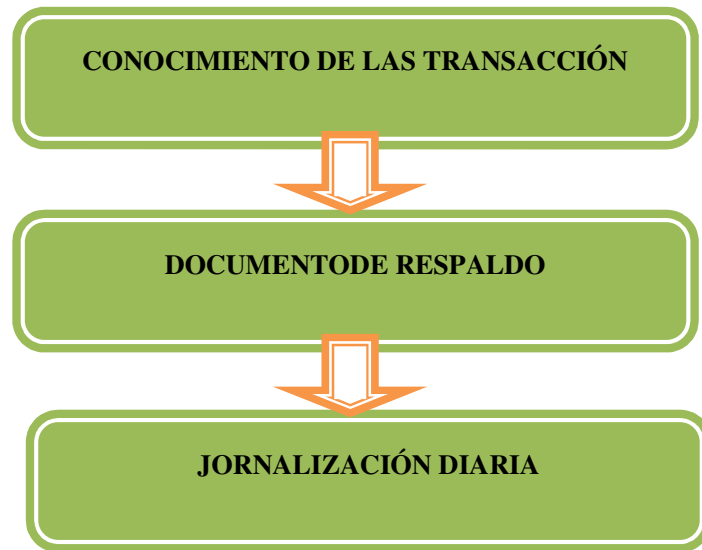 CONOCIMIENTO DE LAS TRANSACCIÓN
DOCUMENTODE RESPALDO
JORNALIZACIÓN DIARIA